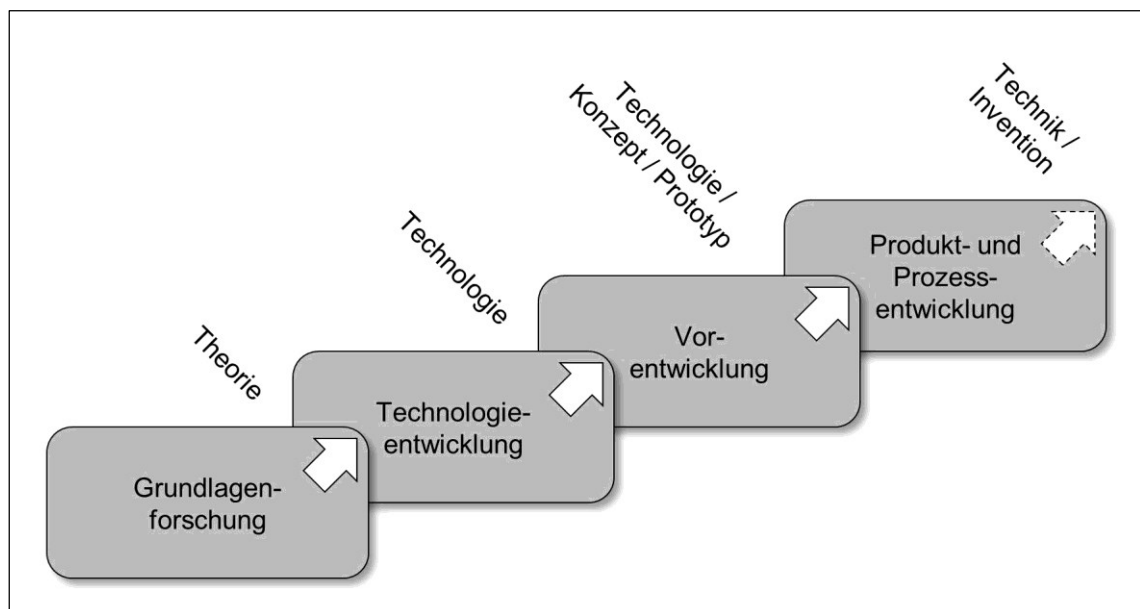 Grundlagen-
forschung
Theorie
Technologie-
entwicklung
Technologie
Vor-
entwicklung
Technologie /
Konzept / Prototyp
Produkt- und
Prozess-
entwicklung
Technik /
Invention